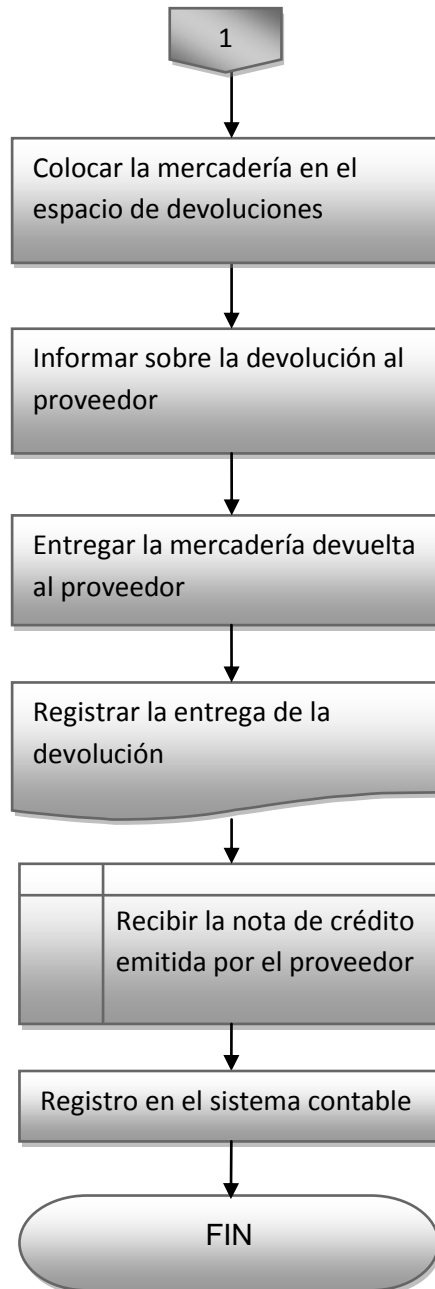 1
Colocar la mercadería en el
espacio de devoluciones
Informar sobre la devolución al
proveedor
Entregar la mercadería devuelta
al proveedor
Registrar la entrega de la
devolución
Recibir la nota de crédito
emitida por el proveedor
Registro en el sistema contable
FIN